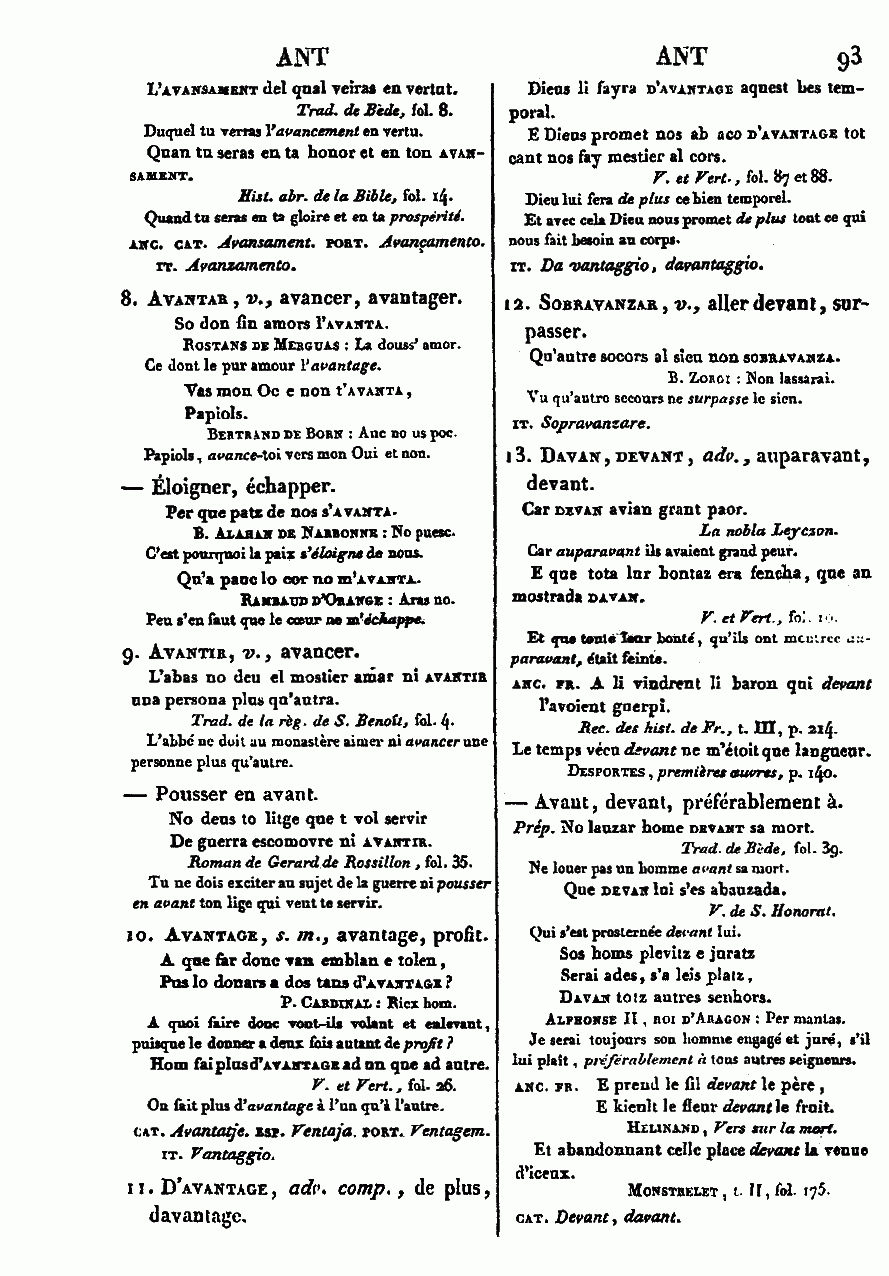 ANT
ANT 93
L'AVANSAMENT del qual veiras en vertut.
Trad. de Bède, fol. 8.
Duquel tu verras l'avancement en vertu.
Quan tu seras en ta honor et en ton AVAN-
SAMENT.
Hist. abr. de la Bible, fol. 14.
Quand tu seras en ta gloire et en ta prospérité.
ANC. CAT. Avansament. PORT. Avançamento.
IT. Avanzamento.
8. AVANTAR, v., avancer, avantager.
So don fin amors l'AVANTA.
ROSTANS DE MERGUAS : La douss' amor.
Ce dont le pur amour l'avantage.
Vas mon Oc e non t'AVANTA,
Papiols.
BERTRAND DE BORN : Anc no us poc.
Papiols, avance-toi vers mon Oui et non.
— Éloigner, échapper.
Per que patz de nos s'AVANTA.
B. ALAHAN DE NARBONNE : No puesc.
C'est pourquoi la paix s'éloigne de nous.
Qu'a pauc lo cor no m'AVANTA.
RAMBAUD D'ORANGE : Aras no.
Peu s'en faut que le cœur ne m'échappe.
9. AVANTIR, v., avancer.
L'abas no deu el mostier amar ni AVANTIR
una persona plus qu'autra.
Trad. de la règ. de S. Benoît, fol. 4.
L'abbé ne doit au monastère aimer ni avancer une
personne plus qu'autre.
— Pousser en avant.
No deus to litge que t vol servir
De guerra escomovre ni AVANTIR.
Roman de Gerard de Rossillon, fol. 35.
Tu ne dois exciter au sujet de la guerre ni pousser
en avant ton lige qui veut te servir.
10. AVANTAGE, s. m., avantage, profit.
A que far donc van emblan e tolen,
Pus lo donars a dos tans d'AVANTAGE ?
P. CARDINAL : Ricx hom.
A quoi faire donc vont-ils volant et enlevant,
puisque le donner a deux fois autant de profit ?
Hom fai plus d'AVANTAGE ad un que ad autre.
V. et Vert., fol. 26.
On fait plus d'avantage à l'un qu'à l'autre.
CAT. Avantatje. ESP. Ventaja. PORT. Ventagem.
IT. Vantaggio.
11. D'AVANTAGE, adv. comp., de plus,
davantage.
Dieus li fayra D'AVANTAGE aquest bes tem-
poral.
E Dieus promet nos ab aco D'AVANTAGE tot
cant nos fay mestier al cors.
V. et Vert., fol. 87 et 88.
Dieu lui fera de plus ce bien temporel.
Et avec cela Dieu nous promet de plus tout ce qui
nous fait besoin au corps.
IT. Da vantaggio, davantaggio.
12. SOBRAVANZAR, v., aller devant, sur-
passer.
Qu'autre socors al sieu non SOBRAVANZA.
B. ZORGI : Non lassarai.
Vu qu'autro secours ne surpasse le sien.
IT. Sopravanzare.
13. DAVAN, DEVANT, adv., auparavant,
devant.
Car DEVAN avian grant paor.
La nobla Leyczon.
Car auparavant ils avaient grand peur.
E que tota lur bontaz era fencha, que an
mostrada DAVAN.
V. et Vert., fol. 10.
Et que toute leur bonté, qu'ils ont montrée au-
paravant, était feinte.
ANC. FR. A li vindrent li baron qui devant
l'avoient guerpi.
Rec. des hist. de Fr., t. III, p. 214.
Le temps vécu devant ne m'étoit que langueur.
DESPORTES, premières œuvres, p. 140.
— Avant, devant, préférablement à.
Prép. No lauzar home DEVANT sa mort.
Trad. de Bède, fol. 39.
Ne louer pas un homme avant sa mort.
Que DEVAN lui s'es abauzada.
V. de S. Honorat.
Qui s'est prosternée devant lui.
Sos homs plevitz e juratz
Serai ades, s'a leis platz,
DAVAN totz autres senhors.
ALPHONSE II, ROI D'ARAGON : Per mantas.
Je serai toujours son homme engagé et juré, s'il
lui plaît, préférablement à tous autres seigneurs.
ANC. FR. E prend le fil devant le père,
E kieult le fleur devant le fruit.
HELINAND, Vers sur la mort.
Et abandonnant celle place devant la venue
d'iceux.
MONSTRELET, t. II, fol. 175.
CAT. Devant, davant.